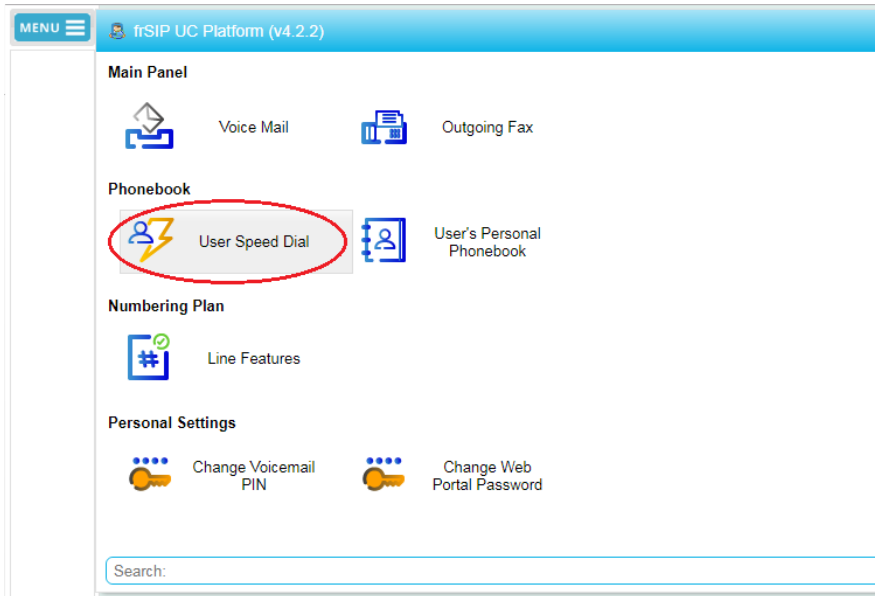 MENU
frSIP UC Platform (v4.2.2)
Main Panel
Voice Mail
Outgoing Fax
Phonebook
User Speed Dial
User's Personal
Phonebook
Numbering Plan
Line Features
Personal Settings
Change Voicemail
PIN
Change Web
Portal Password
Search: